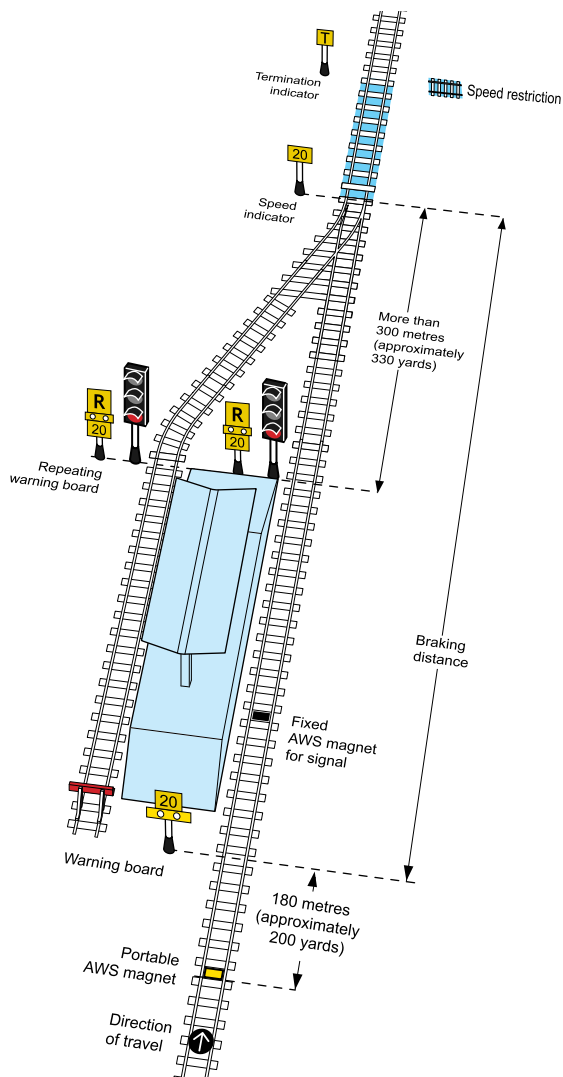 T
Termination
indicator
Speed restriction
20
Speed
indicator
More than
300 metres
(approximately
330 yards)
R
20
R
20
Repeating
warning board
Braking
distance
Fixed
AWS magnet
for signal
20
Warning board
180 metres
(approximately
200 yards)
Portable
AWS magnet
Direction
of travel